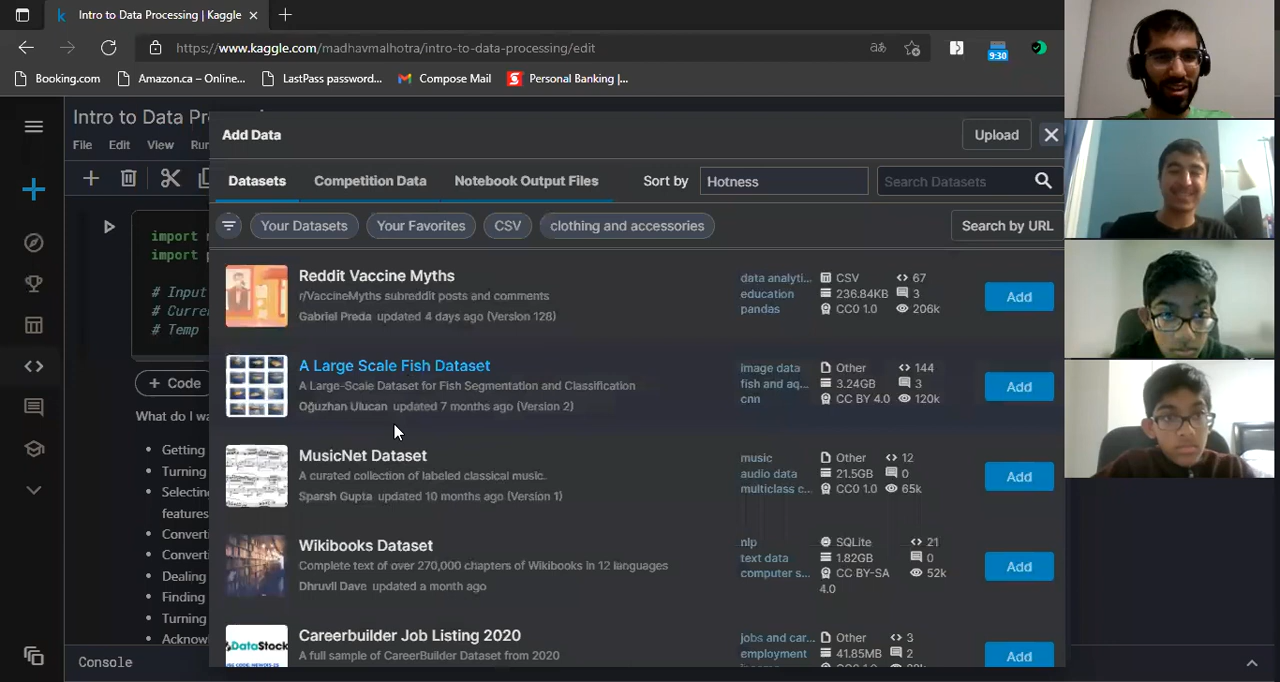 Intro to Data Processing | Kaggle
https://www.kaggle.com/madhavmalhotra/intro-to-data-processing/edit
9:30
Booking.com
Amazon.ca – Online...
LastPass password...
Compose Mail
Personal Banking |...
Intro to Data Pr
File Edit View Ru
Add Data
Upload
Datasets
Competition Data
Notebook Output Files
Sort by
Hotness
Search Datasets
Your Datasets
Your Favorites
CSV
clothing and accessories
Search by URL
import
import
# Input
# Curre
# Temp
+ Code
What do I wa
Getting
Turning
Selectin
features
Convert
Convert
Dealing
Finding
Turning
Acknow
Console
Reddit Vaccine Myths
r/VaccineMyths subreddit posts and comments
Gabriel Preda updated 4 days ago (Version 128)
data analyti... CSV 67
education 236.84KB 3
pandas CC0 1.0 206k
Add
A Large Scale Fish Dataset
A Large-Scale Dataset for Fish Segmentation and Classification
Oğuzhan Ulucan updated 7 months ago (Version 2)
image data Other 144
fish and aq... 3.24GB 3
cnn CC BY 4.0 120k
Add
MusicNet Dataset
A curated collection of labeled classical music.
Sparsh Gupta updated 10 months ago (Version 1)
music Other 12
audio data 21.5GB 0
multiclass c... CC0 1.0 65k
Add
Wikibooks Dataset
Complete text of over 270,000 chapters of Wikibooks in 12 languages
Dhruvil Dave updated a month ago
nlp SQLite 21
text data 1.82GB 0
computer s... CC BY-SA 52k
4.0
Add
DataStock
Careerbuilder Job Listing 2020
A full sample of CareerBuilder Dataset from 2020
jobs and car... Other 3
employment 41.85MB 2
Add